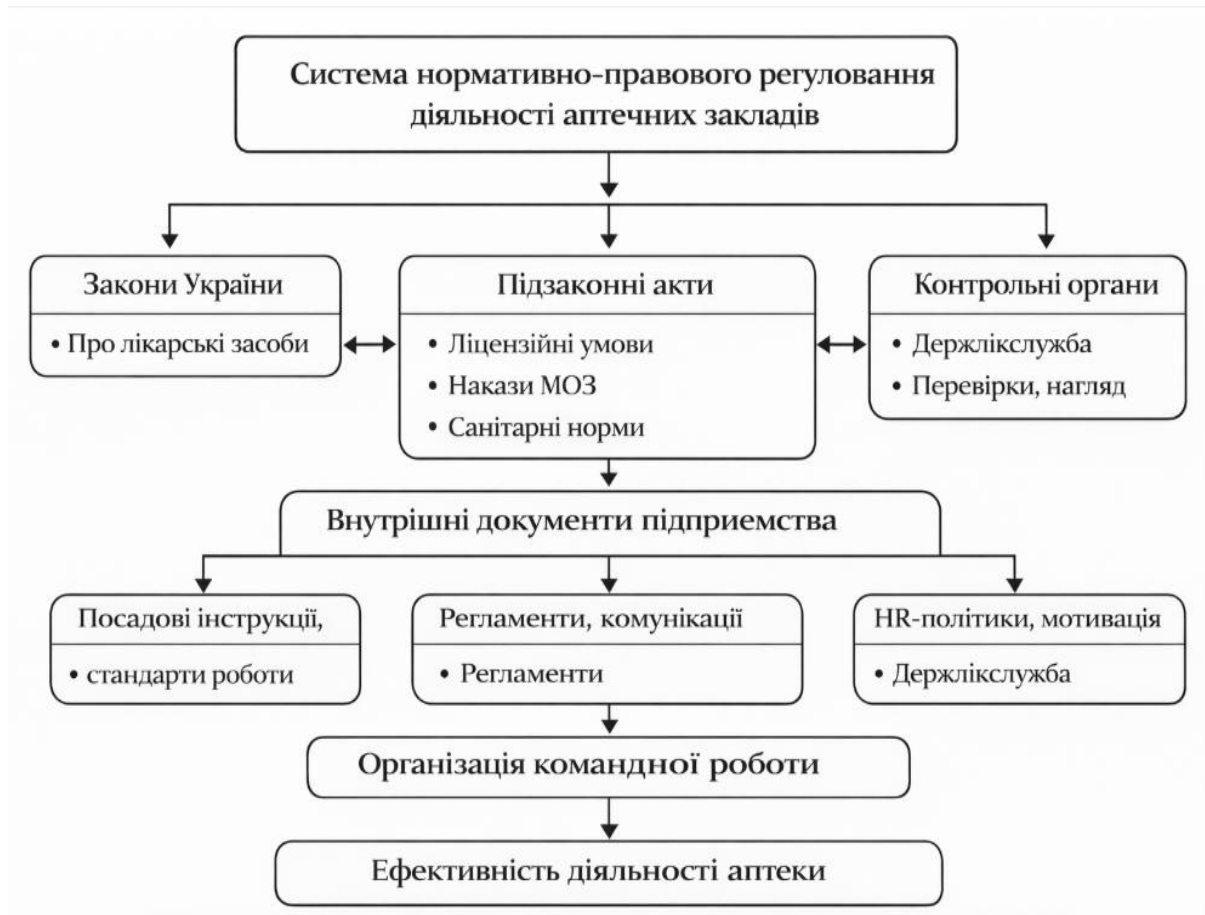 Система нормативно-правового регуловання
діяльності аптечних закладів
Закони України
• Про лікарські засоби
Підзаконні акти
• Ліцензійні умови
• Накази МОЗ
• Санітарні норми
Контрольні органи
• Держлікслужба
• Перевірки, нагляд
Внутрішні документи підприемства
Посадові інструкції,
• стандарти роботи
Регламенти, комунікації
• Регламенти
HR-політики, мотивація
• Держлікслужба
Організація командної роботи
Ефективність діяльності аптеки